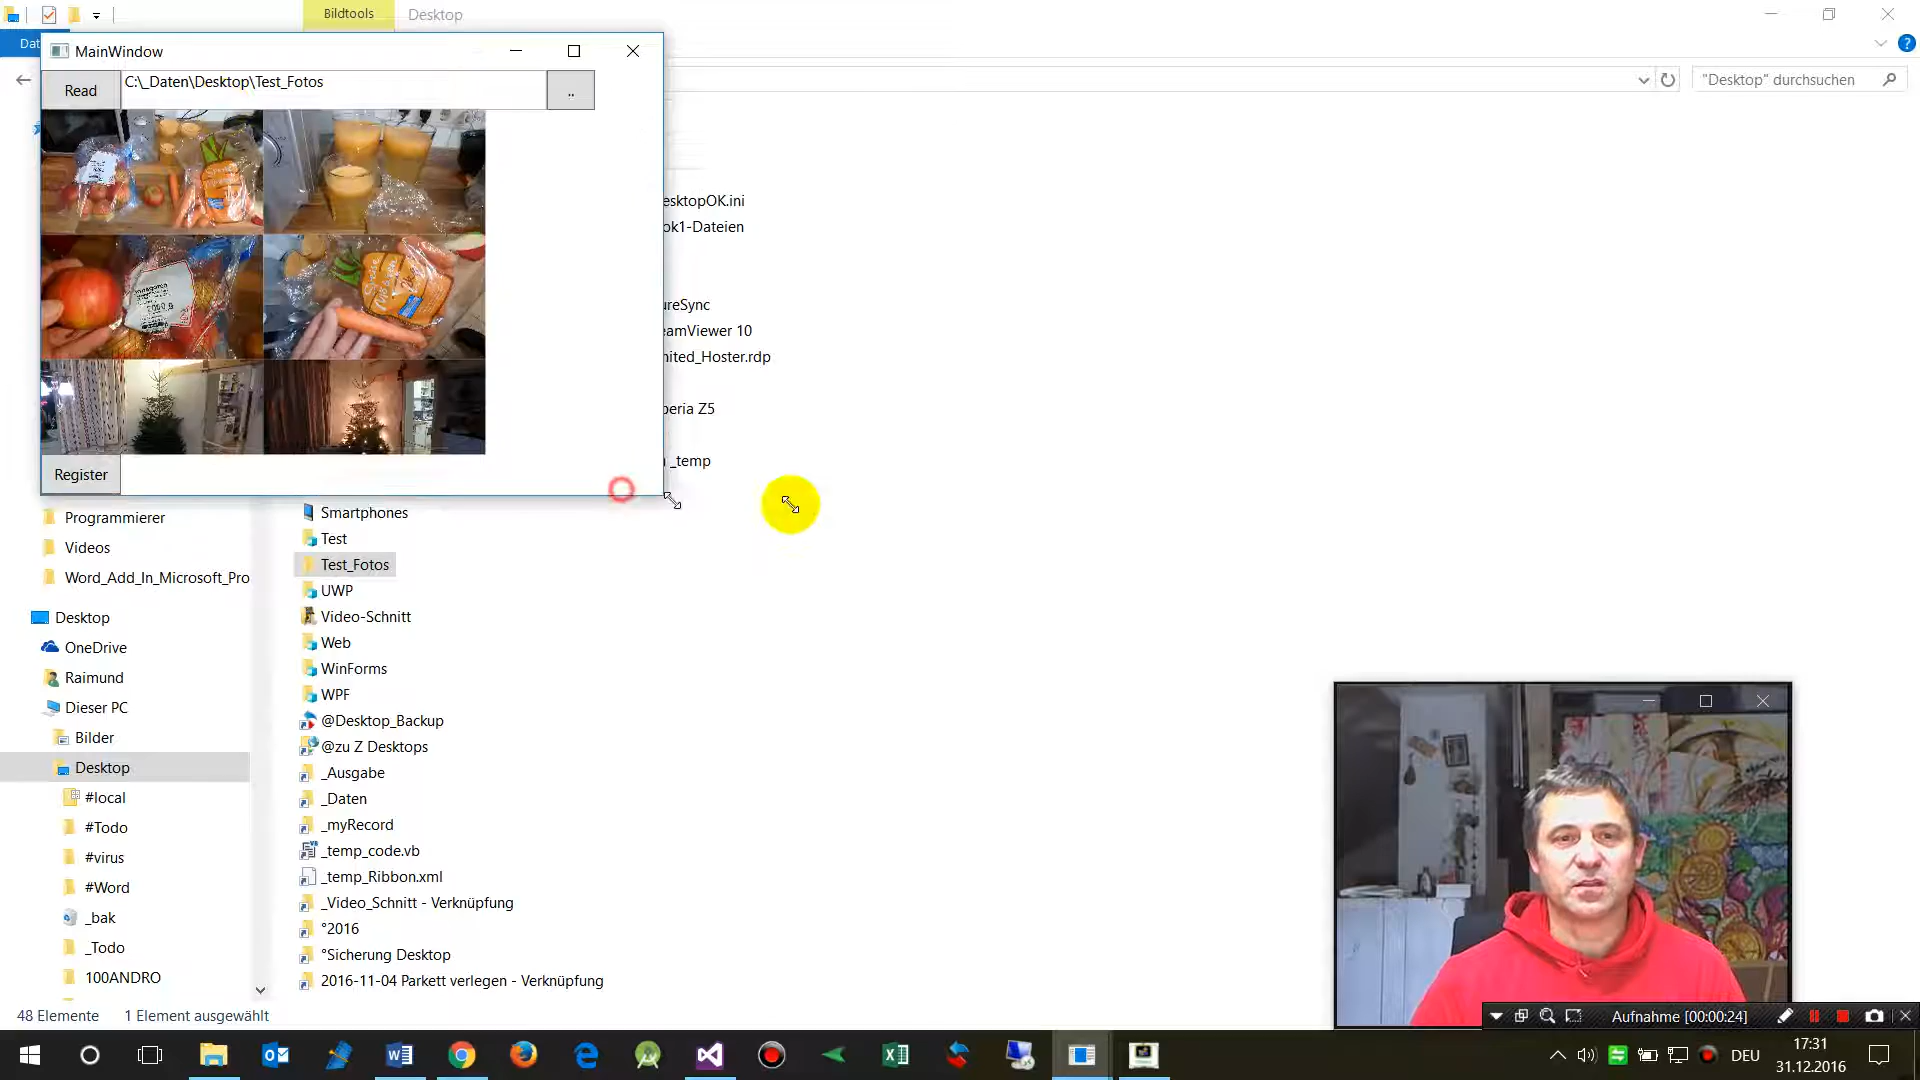 Bildtools
Desktop
Dat
MainWindow
Read
C:\_Daten\Desktop\Test_Fotos
..
"Desktop" durchsuchen
esktopOK.ini
ok1-Dateien
ureSync
eamViewer 10
nited_Hoster.rdp
peria Z5
_temp
Register
Programmierer
Videos
Word_Add_In_Microsoft_Pro
Desktop
OneDrive
Raimund
Dieser PC
Bilder
Desktop
#local
#Todo
#virus
#Word
_bak
_Todo
100ANDRO
Smartphones
Test
Test_Fotos
UWP
Video-Schnitt
Web
WinForms
WPF
@Desktop_Backup
@zu Z Desktops
_Ausgabe
_Daten
_myRecord
_temp_code.vb
_temp_Ribbon.xml
_Video_Schnitt - Verknüpfung
°2016
°Sicherung Desktop
2016-11-04 Parkett verlegen - Verknüpfung
48 Elemente
1 Element ausgewählt
Aufnahme [00:00:24]
DEU
17:31
31.12.2016